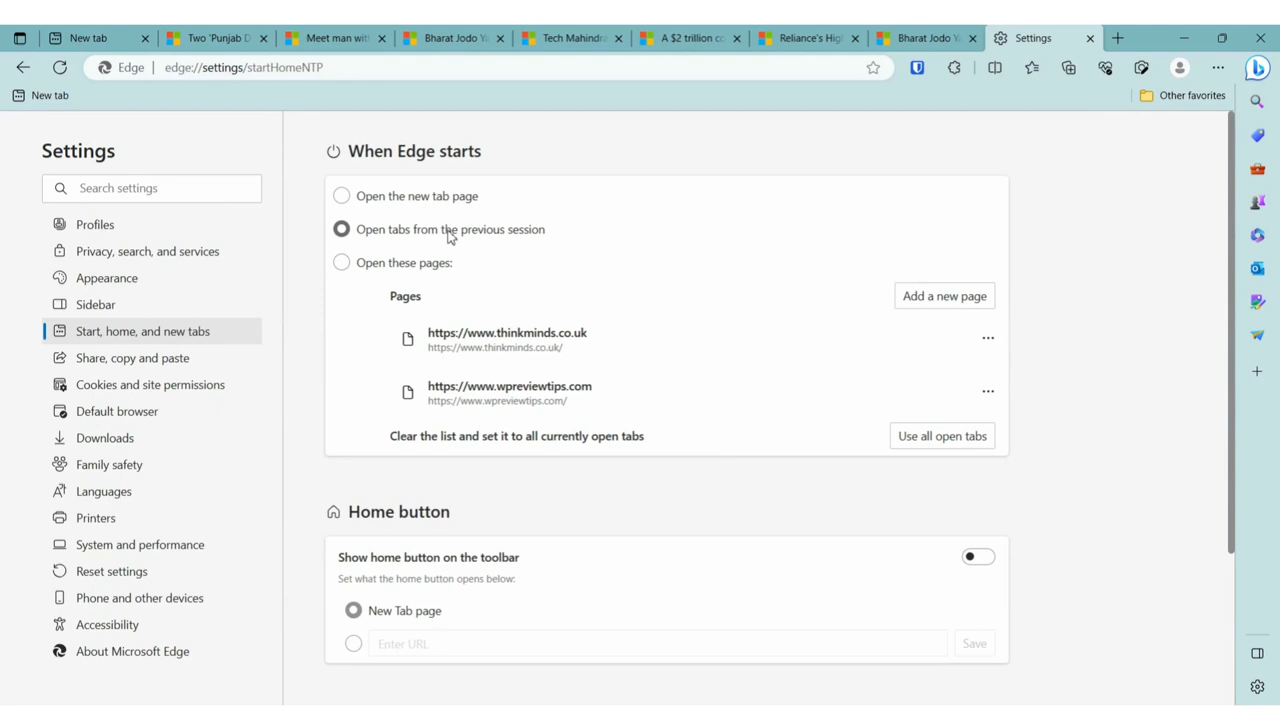 New tab
Two 'Punjab D
Meet man with
Bharat Jodo Ya
Tech Mahindra
A $2 trillion cc
Reliance's High
Bharat Jodo Ya
Settings
Edge
edge://settings/startHomeNTP
New tab
Other favorites
Settings
Search settings
Profiles
Privacy, search, and services
Appearance
Sidebar
Start, home, and new tabs
Share, copy and paste
Cookies and site permissions
Default browser
Downloads
Family safety
Languages
Printers
System and performance
Reset settings
Phone and other devices
Accessibility
About Microsoft Edge
When Edge starts
Open the new tab page
Open tabs from the previous session
Open these pages:
Pages
Add a new page
https://www.thinkminds.co.uk
https://www.thinkminds.co.uk/
https://www.wpreviewtips.com
https://www.wpreviewtips.com/
Clear the list and set it to all currently open tabs
Use all open tabs
Home button
Show home button on the toolbar
Set what the home button opens below:
New Tab page
Enter URL
Save